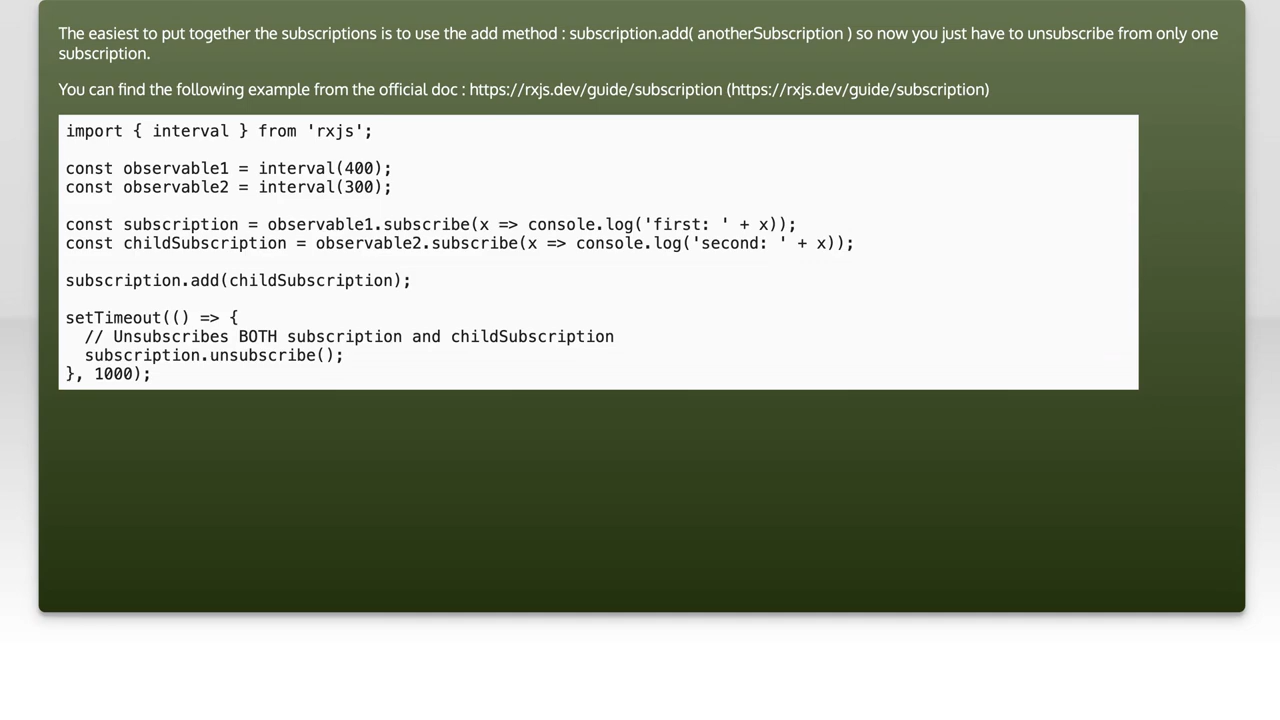 The easiest to put together the subscriptions is to use the add method : subscription.add( anotherSubscription ) so now you just have to unsubscribe from only one
subscription.
You can find the following example from the official doc : https://rxjs.dev/guide/subscription (https://rxjs.dev/guide/subscription)
import { interval } from 'rxjs';
const observable1 = interval(400);
const observable2 = interval(300);
const subscription = observable1.subscribe(x => console.log('first: ' + x));
const childSubscription = observable2.subscribe(x => console.log('second: ' + x));
subscription.add(childSubscription);
setTimeout(() => {
  // Unsubscribes BOTH subscription and childSubscription
  subscription.unsubscribe();
}, 1000);